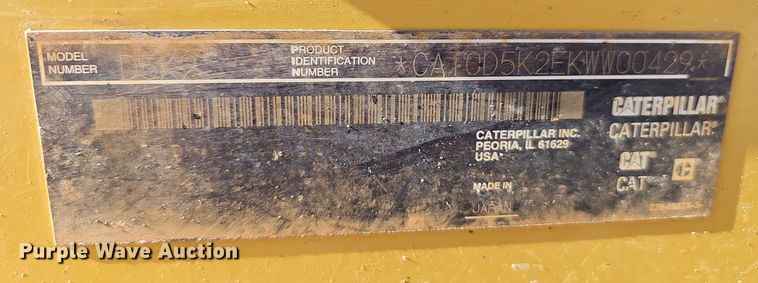 MODEL NUMBER D5K2
PRODUCT IDENTIFICATION NUMBER *CAT0D5K2EKWW00429*
CATERPILLAR®
CATERPILLAR®
CATERPILLAR INC.
PEORIA, IL 61629
USA
CAT®
CAT®
C
MADE IN
JAPAN
Purple Wave Auction